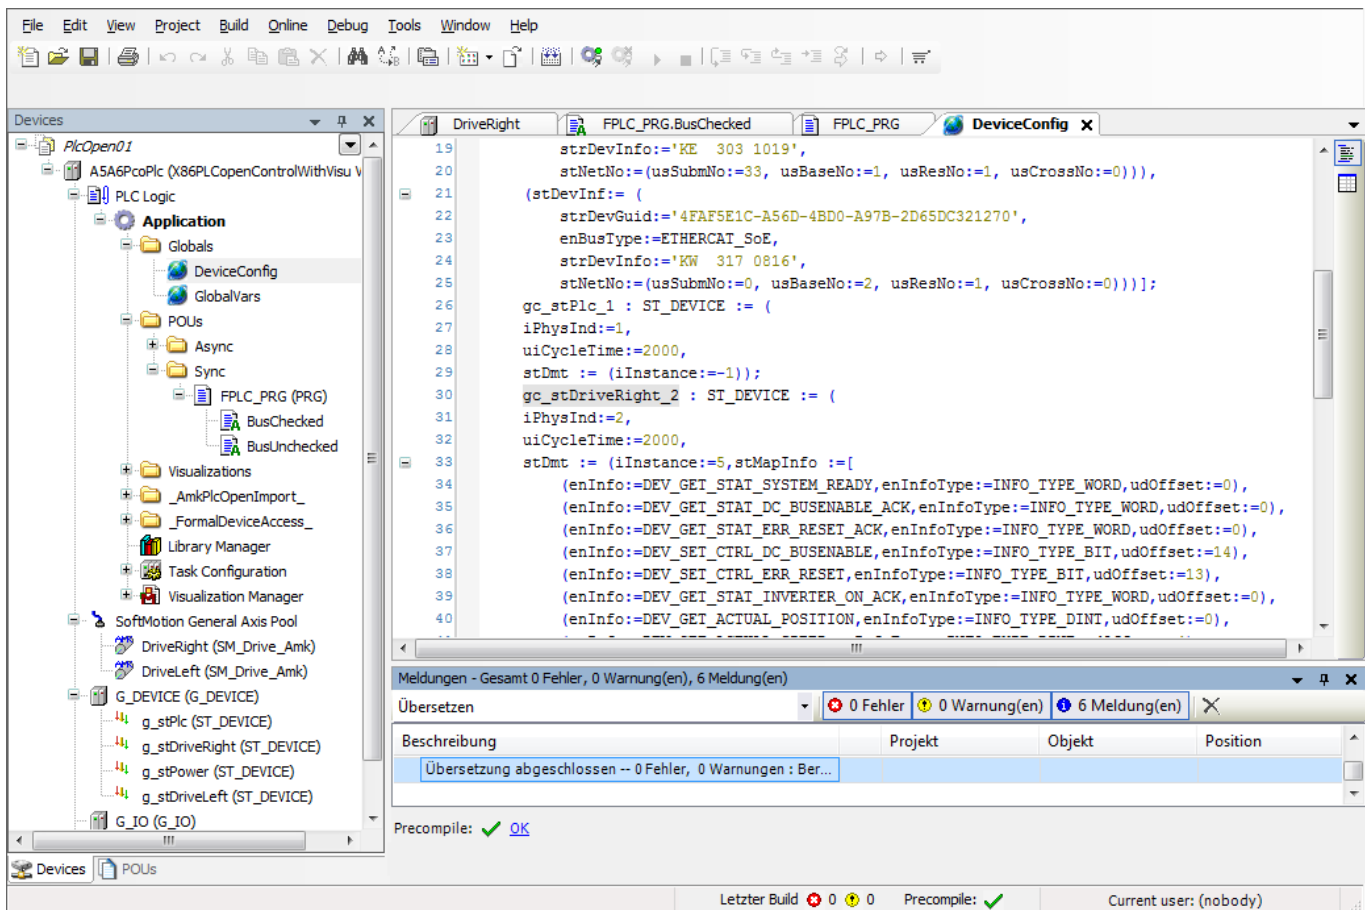 File Edit View Project Build Online Debug Tools Window Help
Devices
PlcOpen01
A5A6PcoPlc (X86PLCopenControlWithVisu V
PLC Logic
Application
Globals
DeviceConfig
GlobalVars
POUs
Async
Sync
FPLC_PRG (PRG)
BusChecked
BusUnchecked
Visualizations
_AmkPlcOpenImport_
_FormalDeviceAccess_
Library Manager
Task Configuration
Visualization Manager
SoftMotion General Axis Pool
DriveRight (SM_Drive_Amk)
DriveLeft (SM_Drive_Amk)
G_DEVICE (G_DEVICE)
g_stPlc (ST_DEVICE)
g_stDriveRight (ST_DEVICE)
g_stPower (ST_DEVICE)
g_stDriveLeft (ST_DEVICE)
G_IO (G_IO)
Devices POUs
DriveRight FPLC_PRG.BusChecked FPLC_PRG DeviceConfig X
19 strDevInfo:='KE  303 1019',
20 stNetNo:=(usSubmNo:=33, usBaseNo:=1, usResNo:=1, usCrossNo:=0))),
21 (stDevInf:= (
22 strDevGuid:='4FAF5E1C-A56D-4BD0-A97B-2D65DC321270',
23 enBusType:=ETHERCAT_SoE,
24 strDevInfo:='KW  317 0816',
25 stNetNo:=(usSubmNo:=0, usBaseNo:=2, usResNo:=1, usCrossNo:=0)))];
26 gc_stPlc_1 : ST_DEVICE := (
27 iPhysInd:=1,
28 uiCycleTime:=2000,
29 stDmt := (iInstance:=-1));
30 gc_stDriveRight_2 : ST_DEVICE := (
31 iPhysInd:=2,
32 uiCycleTime:=2000,
33 stDmt := (iInstance:=5,stMapInfo :=[
34 (enInfo:=DEV_GET_STAT_SYSTEM_READY,enInfoType:=INFO_TYPE_WORD,udOffset:=0),
35 (enInfo:=DEV_GET_STAT_DC_BUSENABLE_ACK,enInfoType:=INFO_TYPE_WORD,udOffset:=0),
36 (enInfo:=DEV_GET_STAT_ERR_RESET_ACK,enInfoType:=INFO_TYPE_WORD,udOffset:=0),
37 (enInfo:=DEV_SET_CTRL_DC_BUSENABLE,enInfoType:=INFO_TYPE_BIT,udOffset:=14),
38 (enInfo:=DEV_SET_CTRL_ERR_RESET,enInfoType:=INFO_TYPE_BIT,udOffset:=13),
39 (enInfo:=DEV_GET_STAT_INVERTER_ON_ACK,enInfoType:=INFO_TYPE_WORD,udOffset:=0),
40 (enInfo:=DEV_GET_ACTUAL_POSITION,enInfoType:=INFO_TYPE_DINT,udOffset:=0),
Meldungen - Gesamt 0 Fehler, 0 Warnung(en), 6 Meldung(en)
Übersetzen 0 Fehler 0 Warnung(en) 6 Meldung(en)
Beschreibung Projekt Objekt Position
Übersetzung abgeschlossen -- 0 Fehler, 0 Warnungen : Ber...
Precompile: OK
Letzter Build 0 0 Precompile: Current user: (nobody)